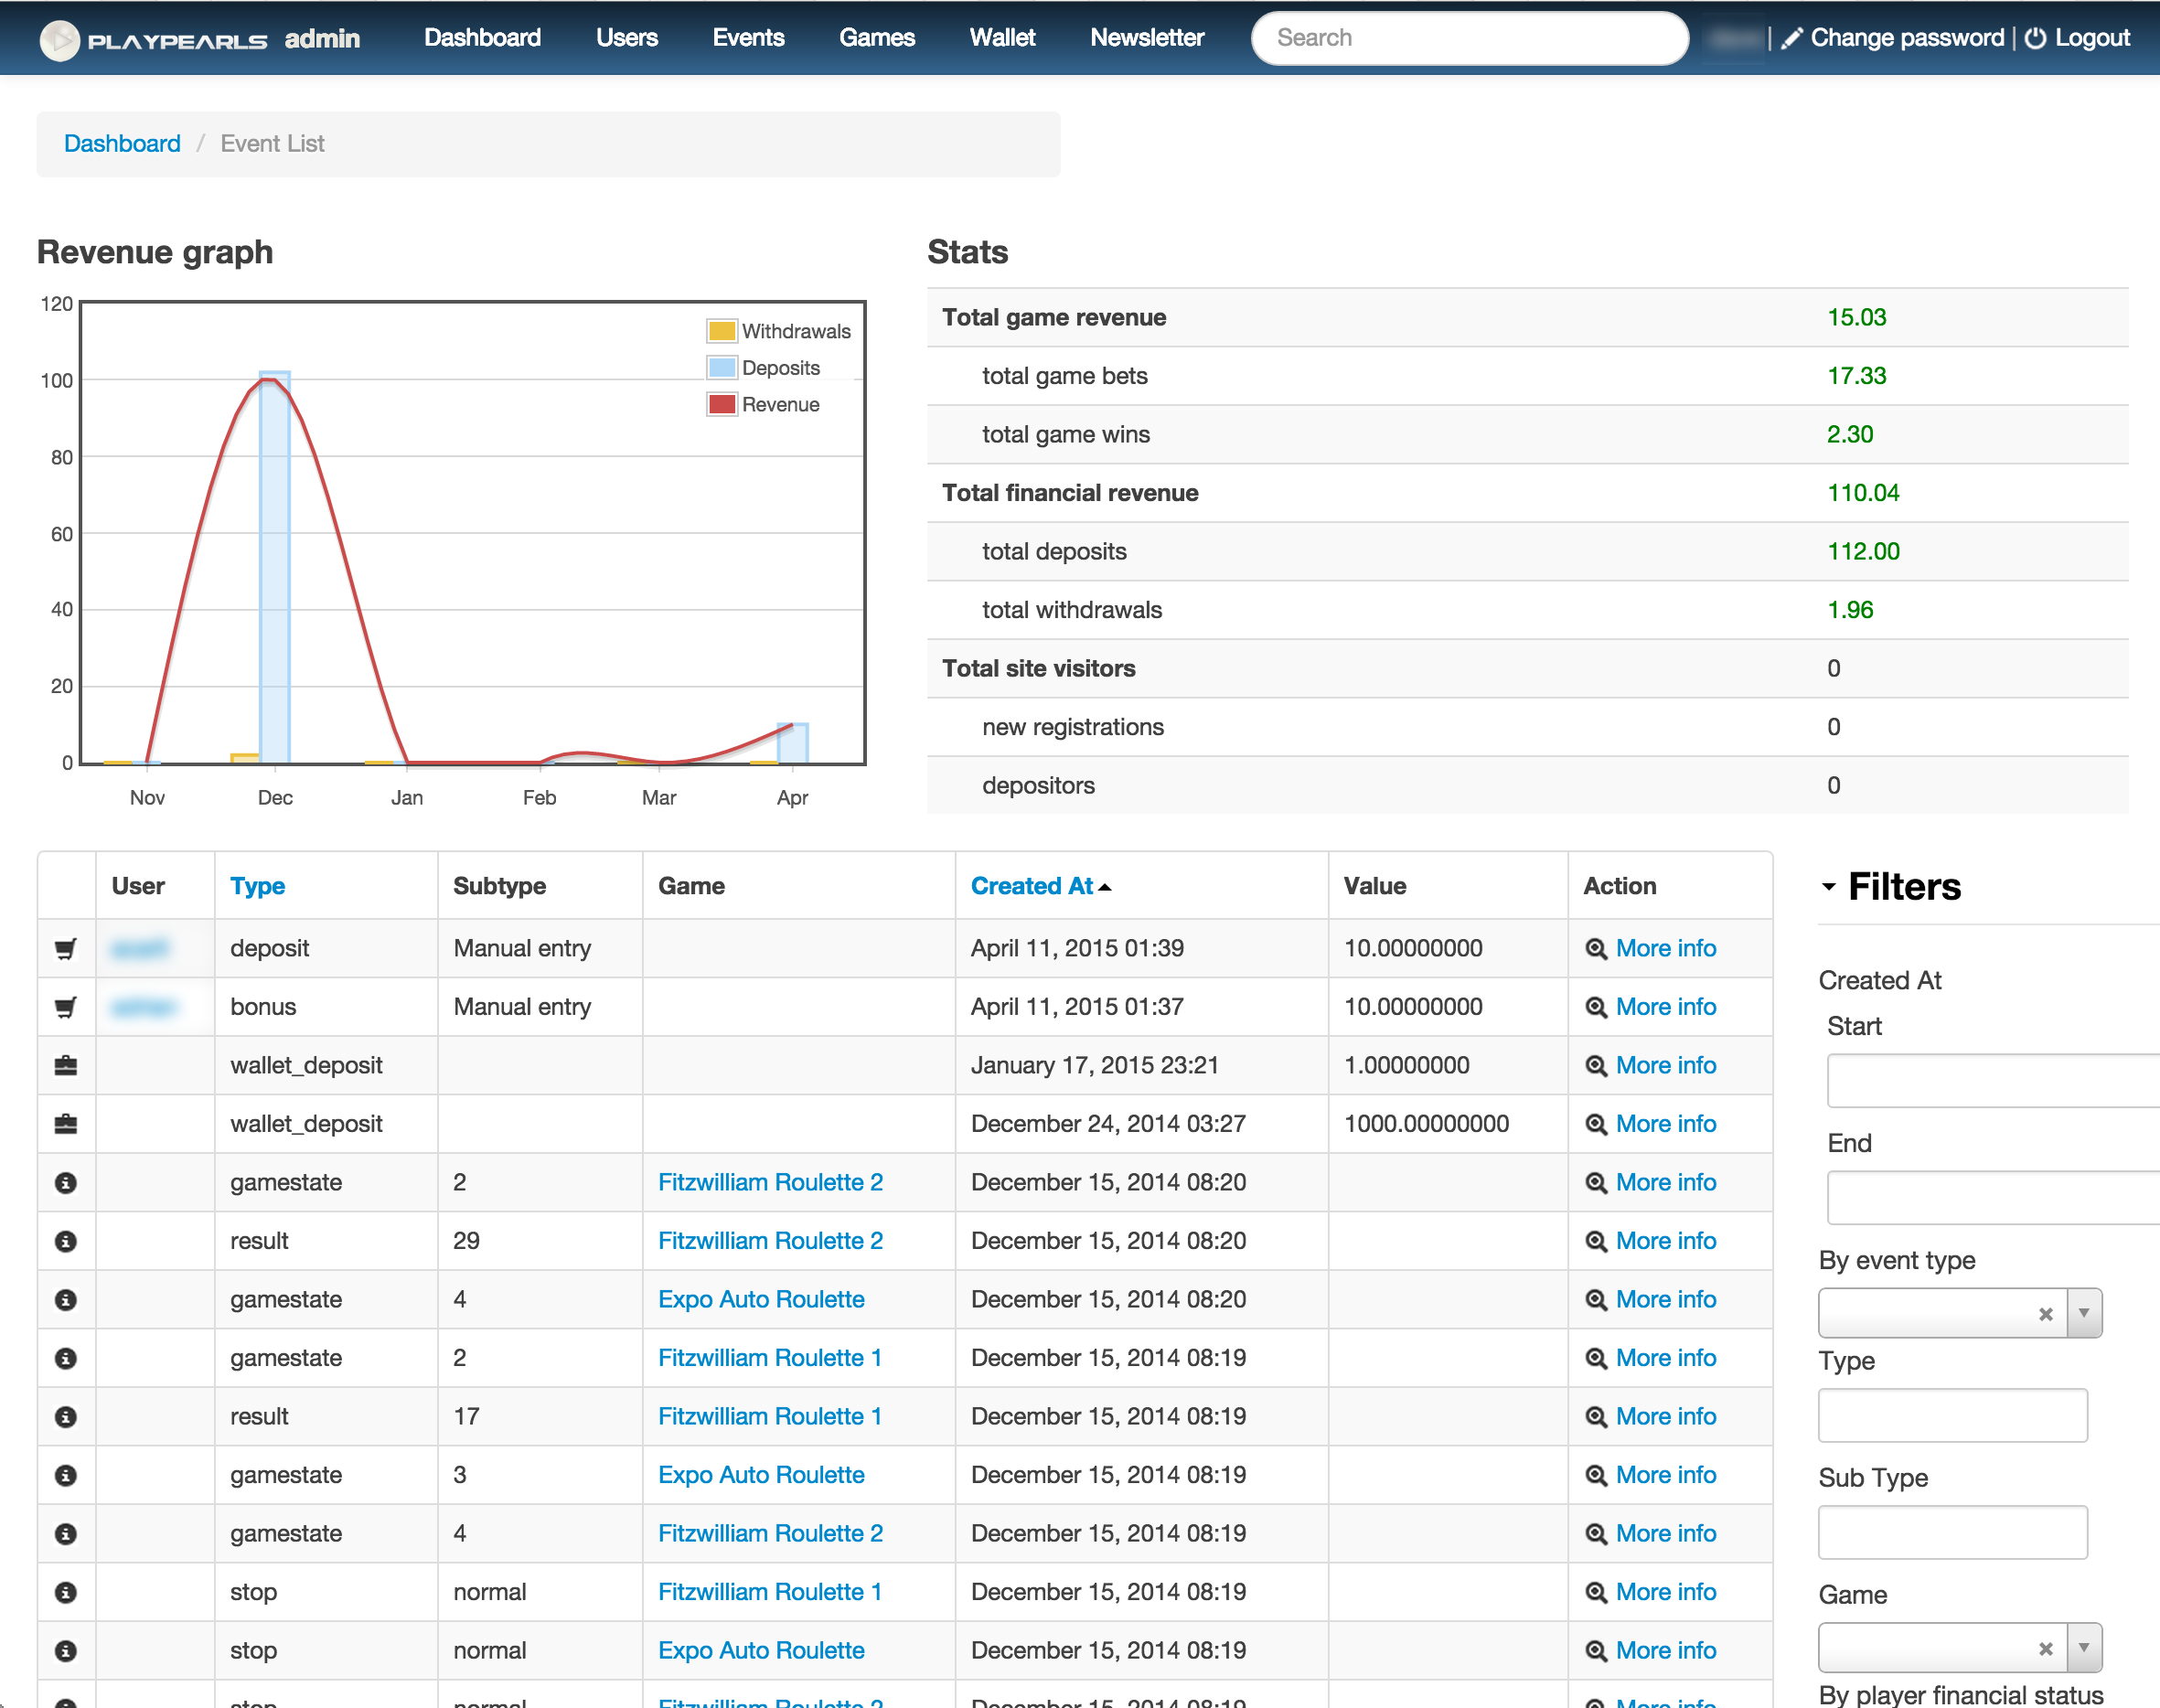 PLAYPEARLS admin Dashboard Users Events Games Wallet Newsletter Search | Change password | Logout
Dashboard / Event List
Revenue graph
120
100
80
60
40
20
0
Withdrawals
Deposits
Revenue
Nov Dec Jan Feb Mar Apr
Stats
Total game revenue 15.03
total game bets 17.33
total game wins 2.30
Total financial revenue 110.04
total deposits 112.00
total withdrawals 1.96
Total site visitors 0
new registrations 0
depositors 0
User Type Subtype Game Created At Value Action
deposit Manual entry April 11, 2015 01:39 10.00000000 More info
bonus Manual entry April 11, 2015 01:37 10.00000000 More info
wallet_deposit January 17, 2015 23:21 1.00000000 More info
wallet_deposit December 24, 2014 03:27 1000.00000000 More info
gamestate 2 Fitzwilliam Roulette 2 December 15, 2014 08:20 More info
result 29 Fitzwilliam Roulette 2 December 15, 2014 08:20 More info
gamestate 4 Expo Auto Roulette December 15, 2014 08:20 More info
gamestate 2 Fitzwilliam Roulette 1 December 15, 2014 08:19 More info
result 17 Fitzwilliam Roulette 1 December 15, 2014 08:19 More info
gamestate 3 Expo Auto Roulette December 15, 2014 08:19 More info
gamestate 4 Fitzwilliam Roulette 2 December 15, 2014 08:19 More info
stop normal Fitzwilliam Roulette 1 December 15, 2014 08:19 More info
stop normal Expo Auto Roulette December 15, 2014 08:19 More info
stop normal Fitzwilliam Roulette 2 December 15, 2014 08:19 More info
Filters
Created At
Start
End
By event type
Type
Sub Type
Game
By player financial status